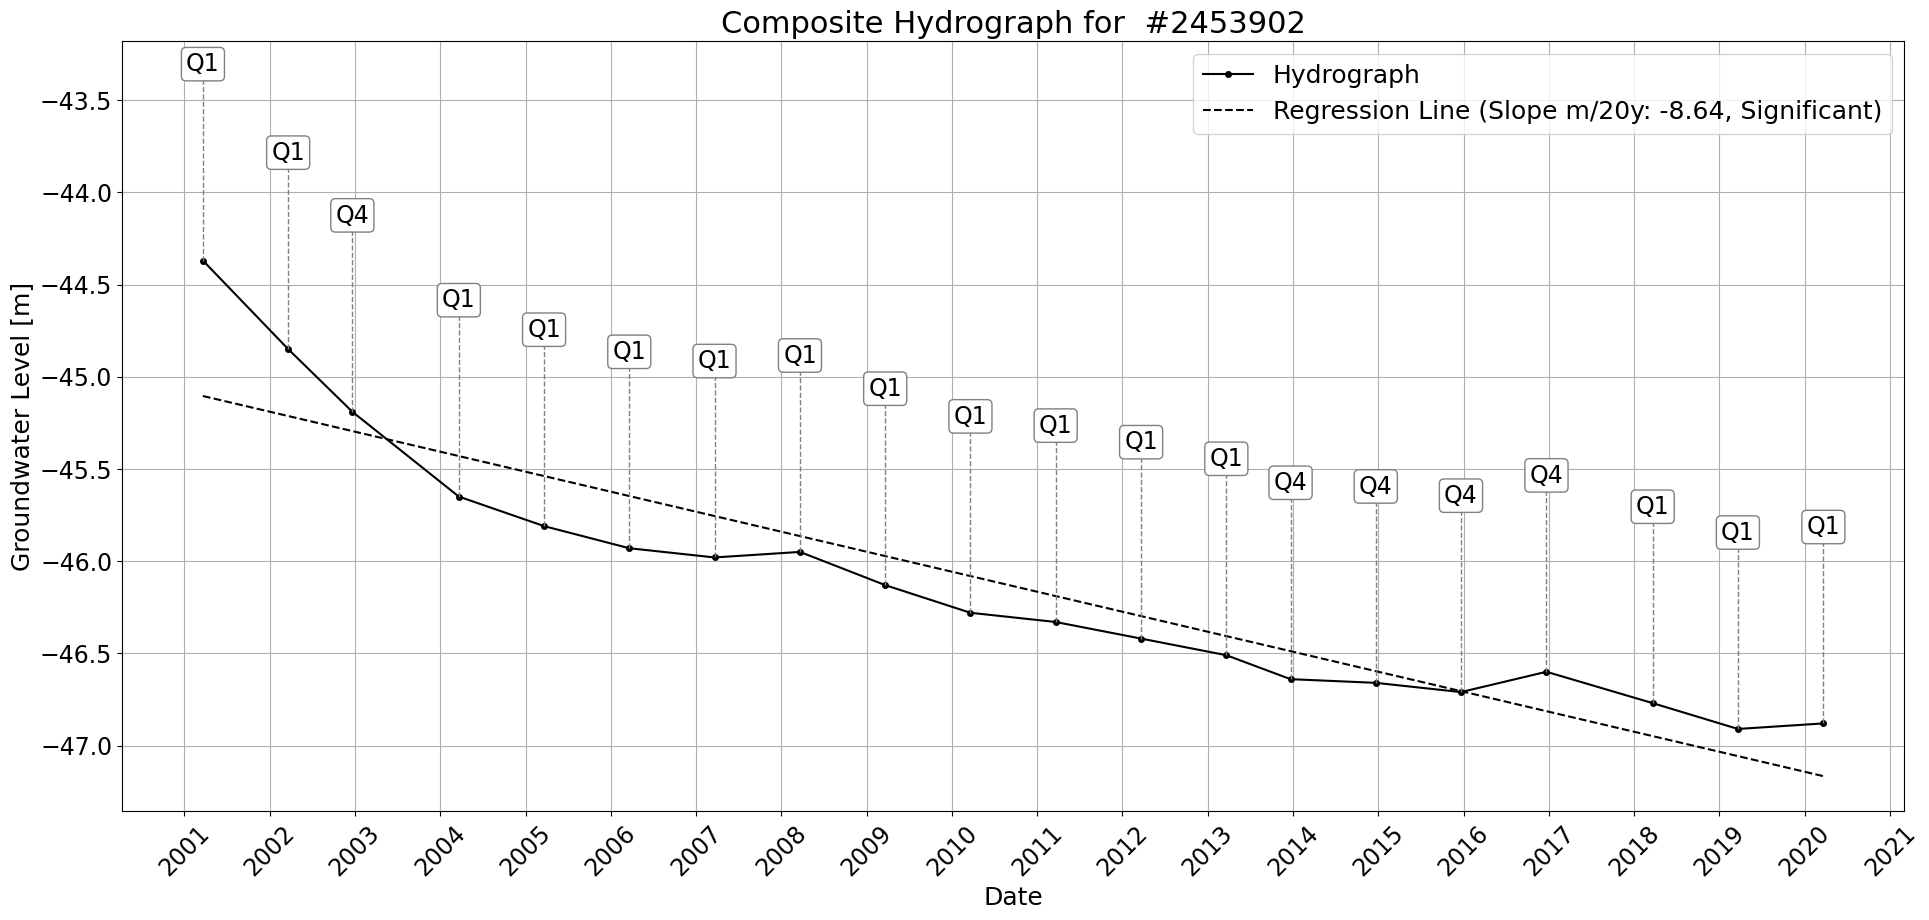 Composite Hydrograph for  #2453902
Hydrograph
Regression Line (Slope m/20y: -8.64, Significant)
Groundwater Level [m]
−43.5
−44.0
−44.5
−45.0
−45.5
−46.0
−46.5
−47.0
Q1
Q1
Q4
Q1
Q1
Q1
Q1
Q1
Q1
Q1
Q1
Q1
Q1
Q4
Q4
Q4
Q4
Q1
Q1
Q1
2001
2002
2003
2004
2005
2006
2007
2008
2009
2010
2011
2012
2013
2014
2015
2016
2017
2018
2019
2020
2021
Date